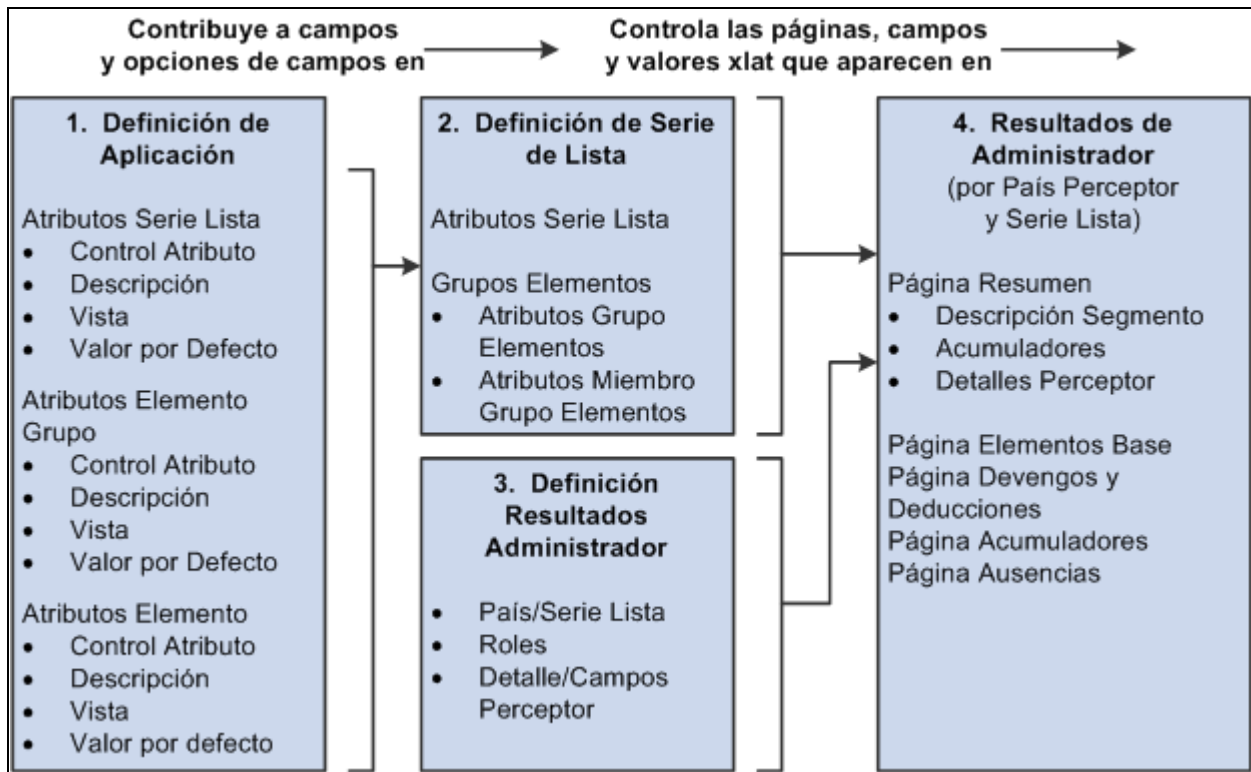 Contribuye a campos
y opciones de campos en
Controla las páginas, campos
y valores xlat que aparecen en
1. Definición de
Aplicación
Atributos Serie Lista
• Control Atributo
• Descripción
• Vista
• Valor por Defecto
Atributos Elemento
Grupo
• Control Atributo
• Descripción
• Vista
• Valor por Defecto
Atributos Elemento
• Control Atributo
• Descripción
• Vista
• Valor por defecto
2. Definición de Serie
de Lista
Atributos Serie Lista
Grupos Elementos
• Atributos Grupo
Elementos
• Atributos Miembro
Grupo Elementos
3. Definición
Resultados
Administrador
• País/Serie Lista
• Roles
• Detalle/Campos
Perceptor
4. Resultados de
Administrador
(por País Perceptor
y Serie Lista)
Página Resumen
• Descripción Segmento
• Acumuladores
• Detalles Perceptor
Página Elementos Base
Página Devengos y
Deducciones
Página Acumuladores
Página Ausencias